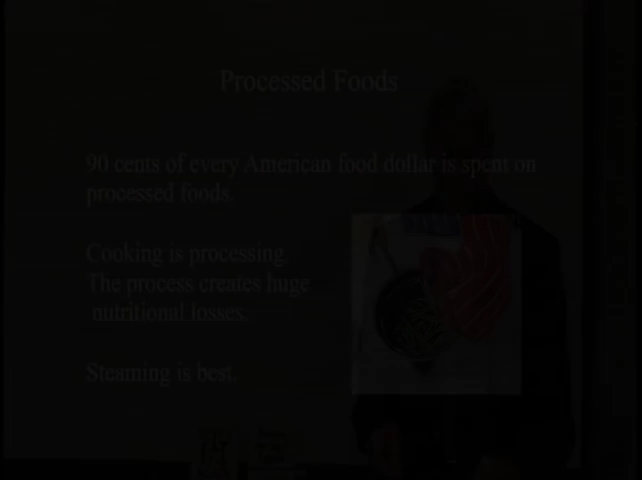 Processed Foods
90 cents of every American food dollar is spent on
processed foods.
Cooking is processing.
The process creates huge
nutritional losses.
Steaming is best.